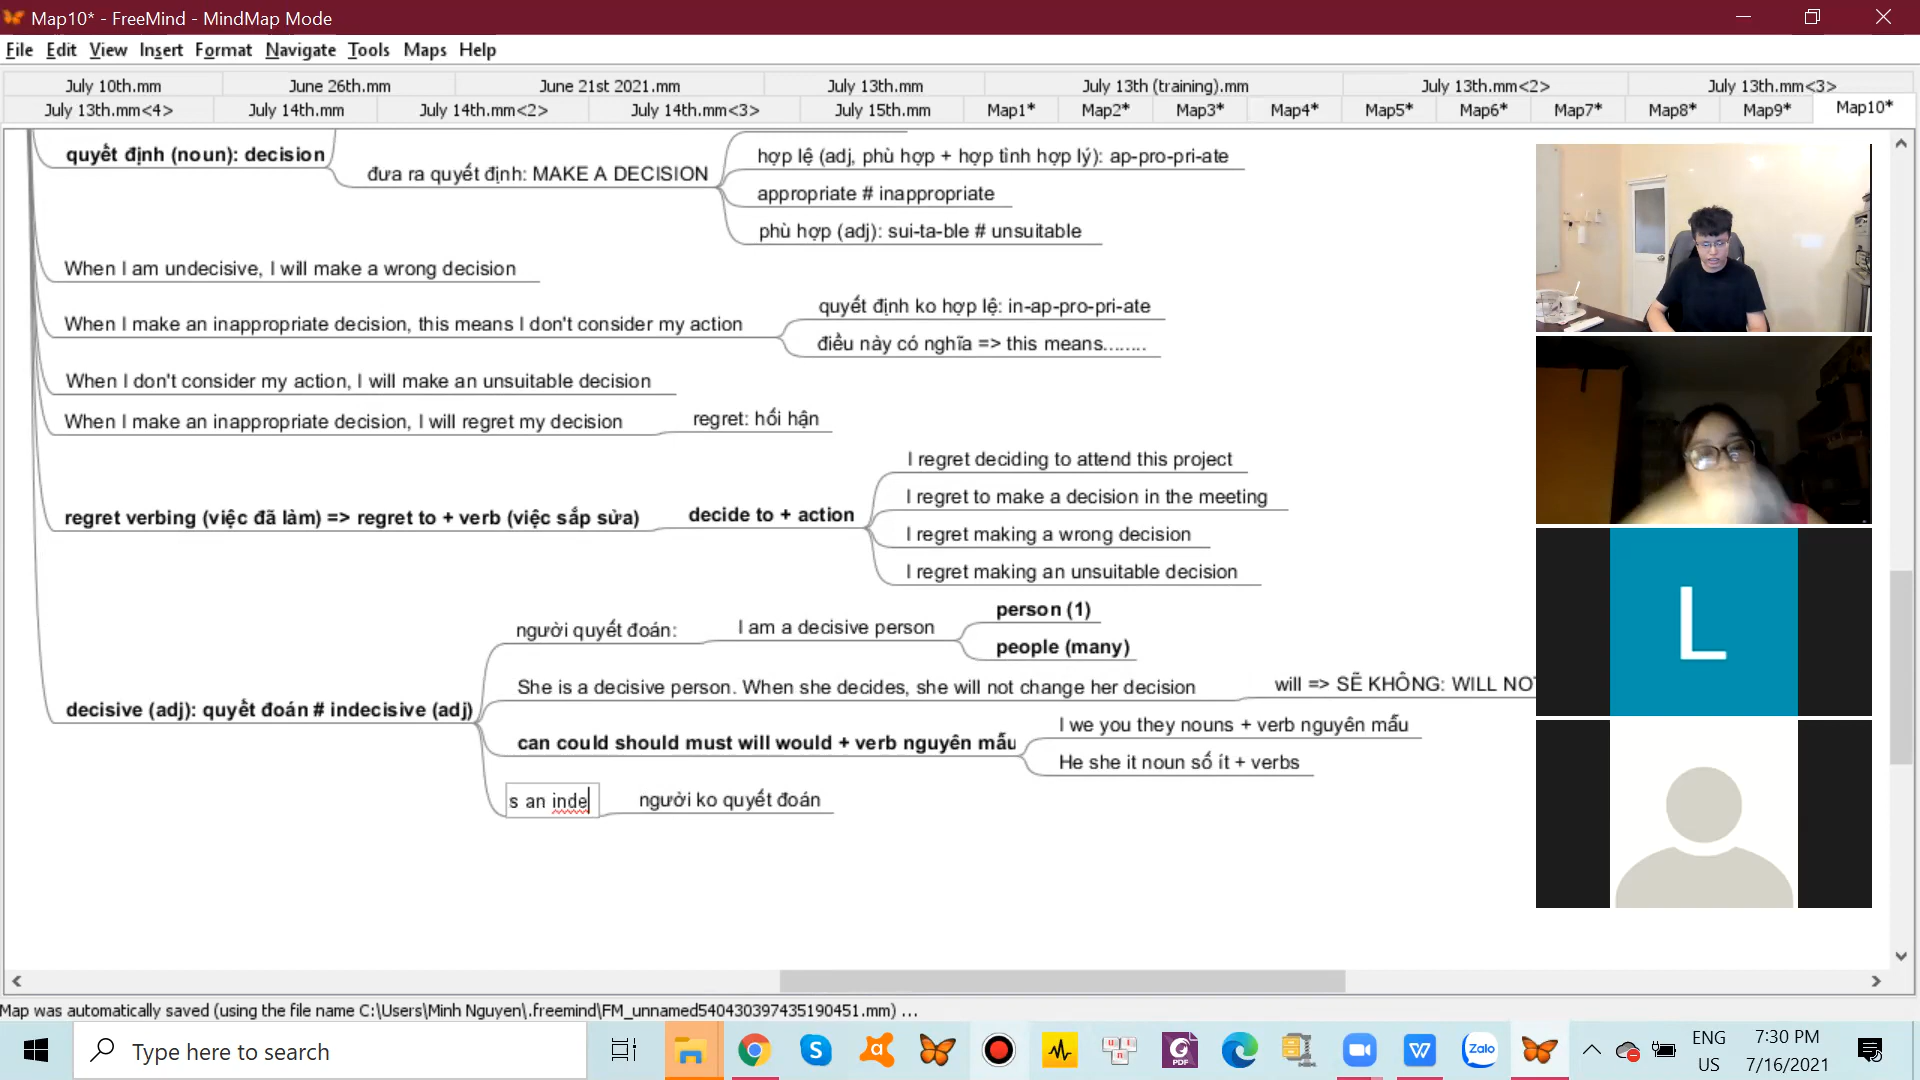 Map10* - FreeMind - MindMap Mode
File Edit View Insert Format Navigate Tools Maps Help
July 10th.mm June 26th.mm June 21st 2021.mm July 13th.mm July 13th (training).mm July 13th.mm<2> July 13th.mm<3>
July 13th.mm<4> July 14th.mm July 14th.mm<2> July 14th.mm<3> July 15th.mm Map1* Map2* Map3* Map4* Map5* Map6* Map7* Map8* Map9* Map10*
quyết định (noun): decision
đưa ra quyết định: MAKE A DECISION
hợp lệ (adj, phù hợp + hợp tình hợp lý): ap-pro-pri-ate
appropriate # inappropriate
phù hợp (adj): sui-ta-ble # unsuitable
When I am undecisive, I will make a wrong decision
When I make an inappropriate decision, this means I don't consider my action
quyết định ko hợp lệ: in-ap-pro-pri-ate
điều này có nghĩa => this means........
When I don't consider my action, I will make an unsuitable decision
When I make an inappropriate decision, I will regret my decision
regret: hối hận
regret verbing (việc đã làm) => regret to + verb (việc sắp sửa)
decide to + action
I regret deciding to attend this project
I regret to make a decision in the meeting
I regret making a wrong decision
I regret making an unsuitable decision
decisive (adj): quyết đoán # indecisive (adj)
người quyết đoán:
I am a decisive person
person (1)
people (many)
She is a decisive person. When she decides, she will not change her decision
will => SẼ KHÔNG: WILL NOT
can could should must will would + verb nguyên mẫu
I we you they nouns + verb nguyên mẫu
He she it noun số ít + verbs
s an inde
người ko quyết đoán
L
Map was automatically saved (using the file name C:\Users\Minh Nguyen\.freemind\FM_unnamed540430397435190451.mm) ...
Type here to search
PDF
Zalo
ENG
US
7:30 PM
7/16/2021